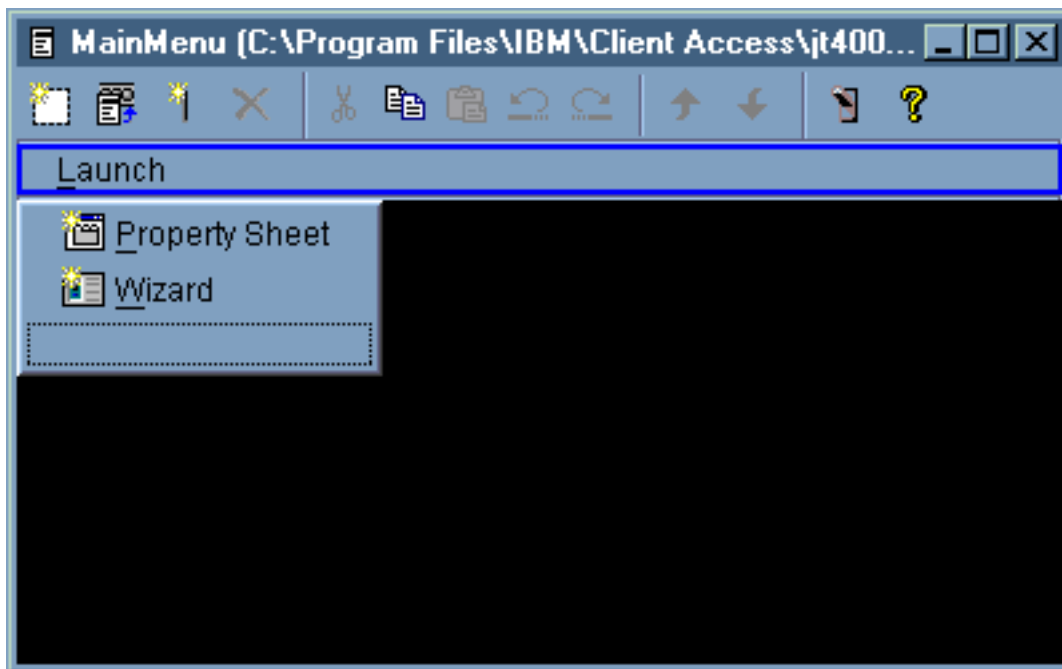 MainMenu (C:\Program Files\IBM\Client Access\jt400...
Launch
Property Sheet
Wizard